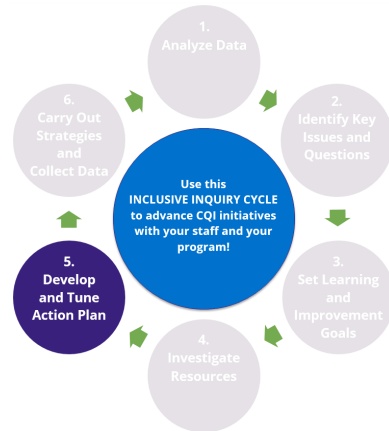 1.
Analyze Data
2.
Identify Key
Issues and
Questions
3.
Set Learning
and
Improvement
Goals
4.
Investigate
Resources
5.
Develop
and Tune
Action Plan
6.
Carry Out
Strategies
and
Collect Data
Use this
INCLUSIVE INQUIRY CYCLE
to advance CQI initiatives
with your staff and your
program!